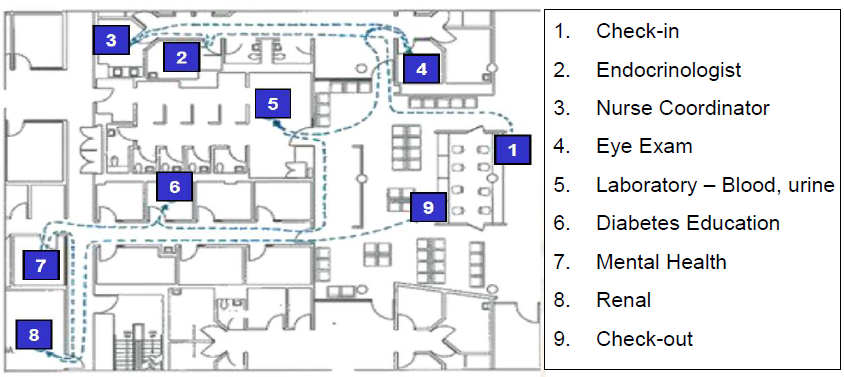 3
2
4
5
1
6
9
7
8
1. Check-in
2. Endocrinologist
3. Nurse Coordinator
4. Eye Exam
5. Laboratory – Blood, urine
6. Diabetes Education
7. Mental Health
8. Renal
9. Check-out